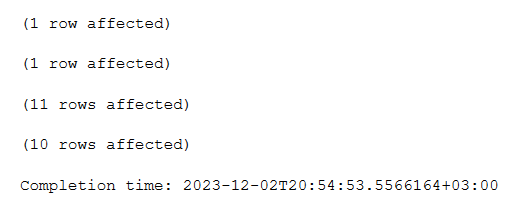 (1 row affected)
(1 row affected)
(11 rows affected)
(10 rows affected)
Completion time: 2023-12-02T20:54:53.5566164+03:00